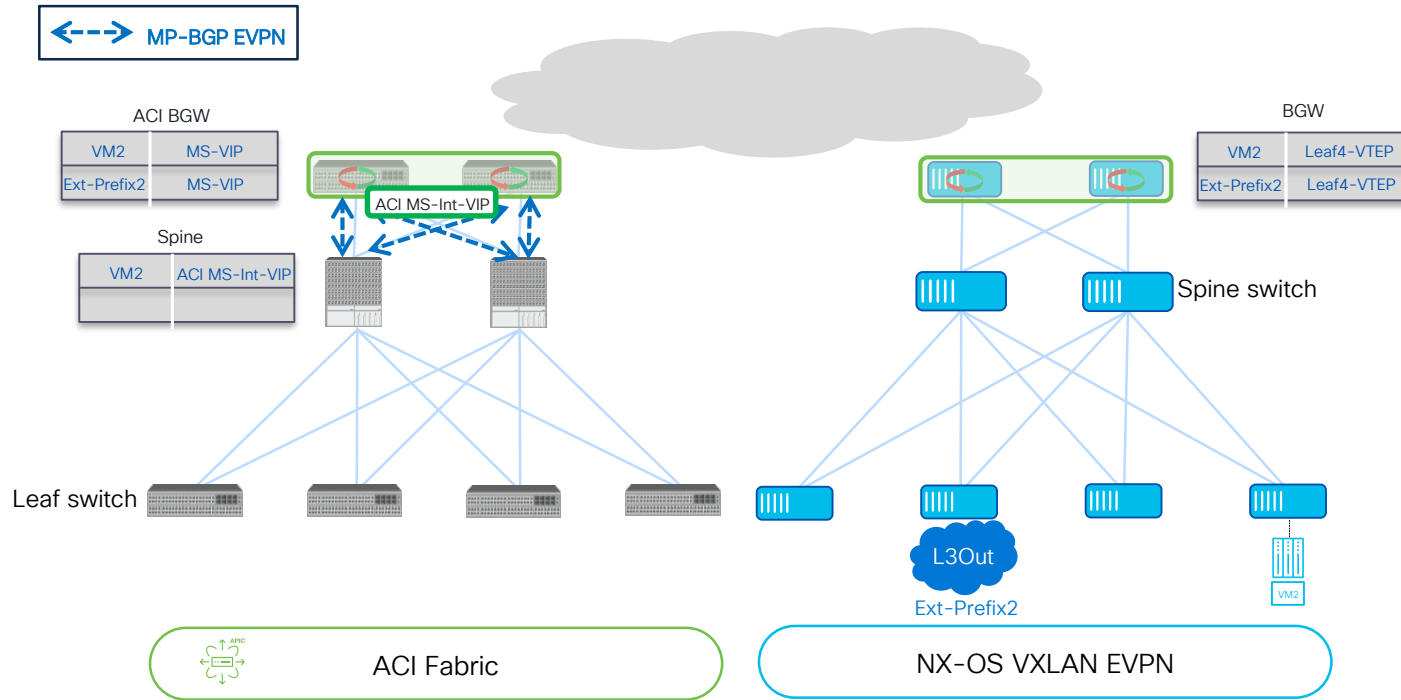 MP-BGP EVPN
ACI BGW
VM2 MS-VIP
Ext-Prefix2 MS-VIP
BGW
VM2 Leaf4-VTEP
Ext-Prefix2 Leaf4-VTEP
ACI MS-Int-VIP
Spine
VM2 ACI MS-Int-VIP
Spine switch
Leaf switch
L3Out
Ext-Prefix2
VM2
APIC
ACI Fabric
NX-OS VXLAN EVPN